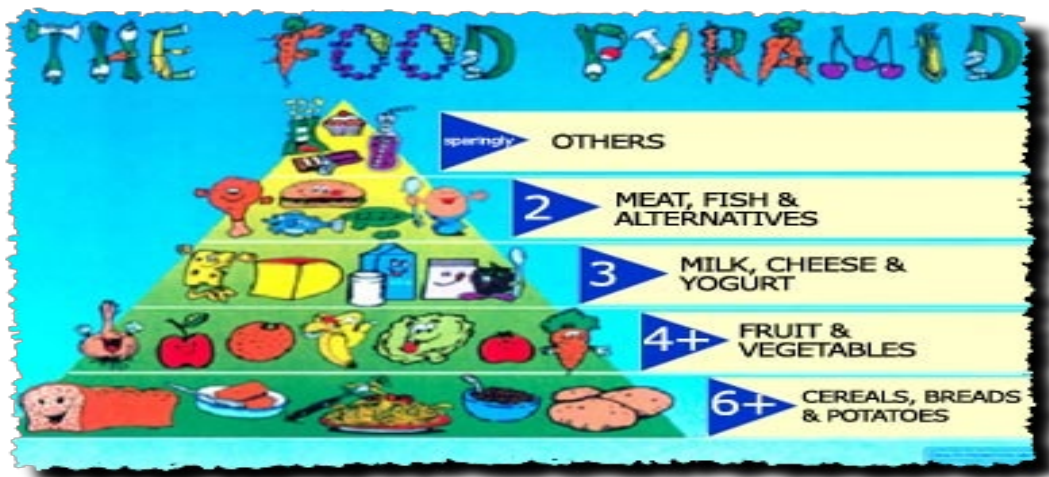 THE FOOD PYRAMID
sparingly OTHERS
2 MEAT, FISH &
ALTERNATIVES
3 MILK, CHEESE &
YOGURT
4+ FRUIT &
VEGETABLES
6+ CEREALS, BREADS
& POTATOES